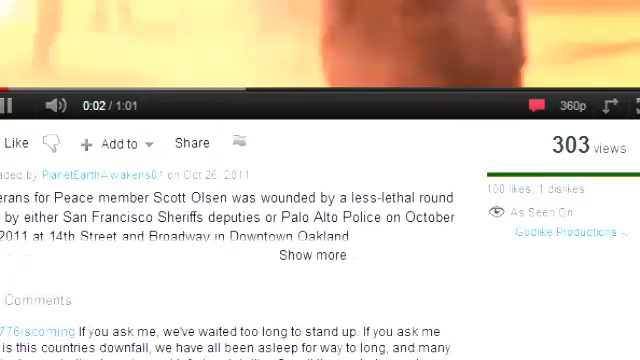 0:02 / 1:01
360p
Like
Add to
Share
303 views
aded by PlanetEarthAwakens01 on Oct 26, 2011
100 likes, 1 dislikes
erans for Peace member Scott Olsen was wounded by a less-lethal round
by either San Francisco Sheriffs deputies or Palo Alto Police on October
2011 at 14th Street and Broadway in Downtown Oakland
As Seen On
Godlike Productions -..
Show more
Comments
776iscoming If you ask me, we've waited too long to stand up. If you ask me
is this countries downfall, we have all been asleep for way to long, and many